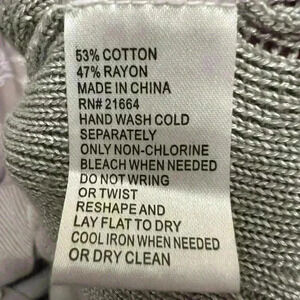 53% COTTON
47% RAYON
MADE IN CHINA
RN# 21664
HAND WASH COLD
SEPARATELY
ONLY NON-CHLORINE
BLEACH WHEN NEEDED
DO NOT WRING
OR TWIST
RESHAPE AND
LAY FLAT TO DRY
COOL IRON WHEN NEEDED
OR DRY CLEAN